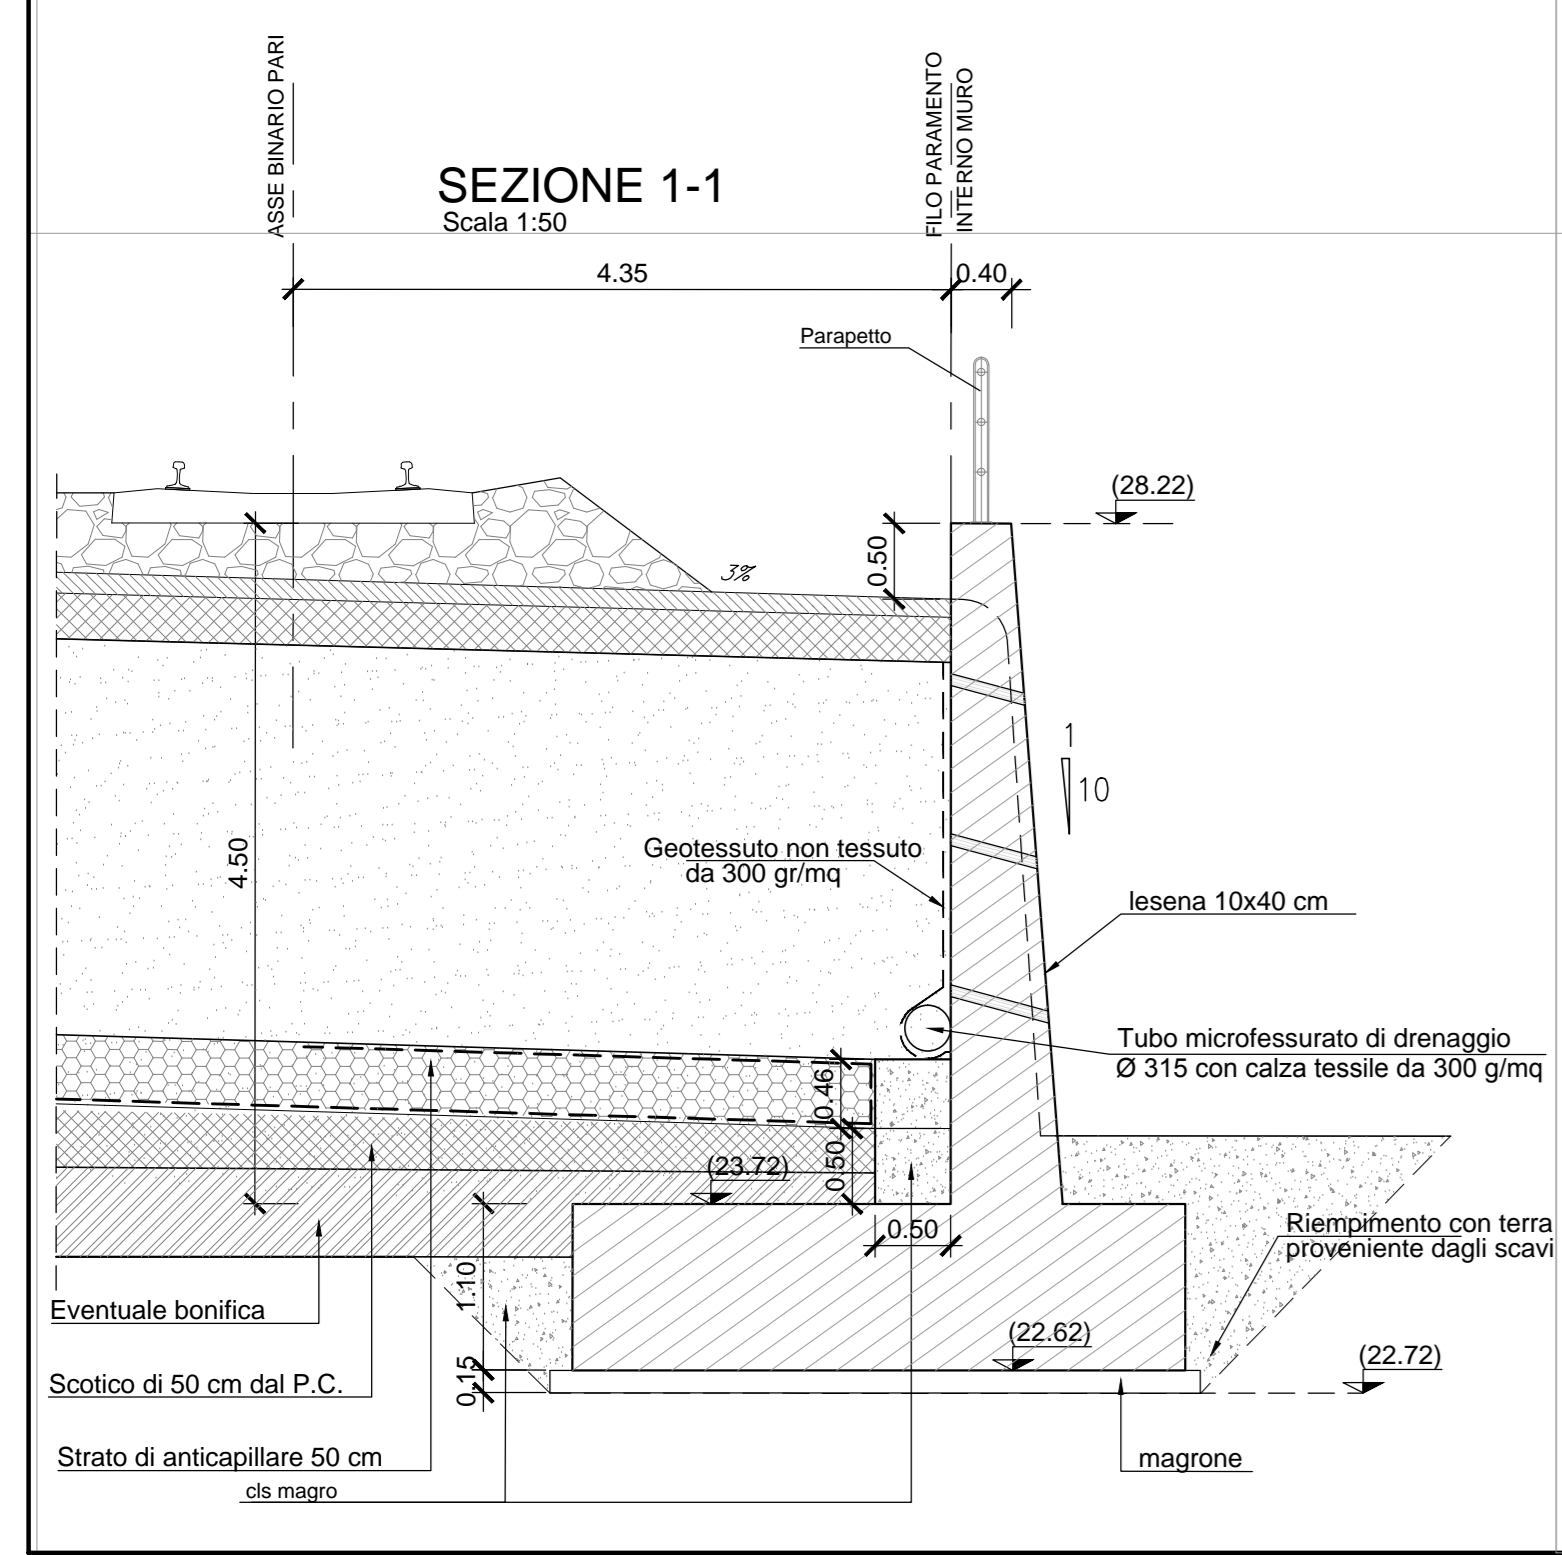 ASSE BINARIO PARI
FILO PARAMENTO
INTERNO MURO
SEZIONE 1-1
Scala 1:50
4.35
0.40
Parapetto
(28.22)
0.50
3%
1
10
4.50
Geotessuto non tessuto
da 300 gr/mq
lesena 10x40 cm
Tubo microfessurato di drenaggio
Ø 315 con calza tessile da 300 g/mq
0.46
0.50
(23.72)
0.50
Riempimento con terra
proveniente dagli scavi
1.10
Eventuale bonifica
(22.62)
(22.72)
0.15
Scotico di 50 cm dal P.C.
Strato di anticapillare 50 cm
magrone
cls magro